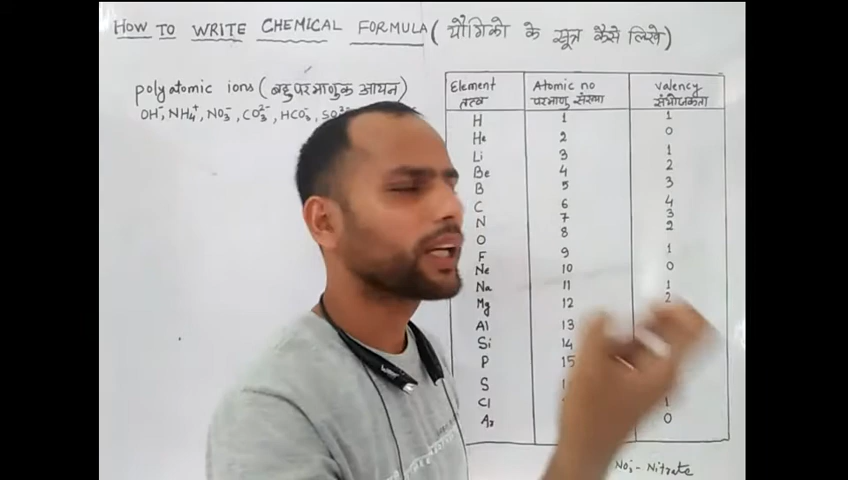 HOW TO WRITE CHEMICAL FORMULA (यौगिको के सूत्र कैसे लिखे)
polyatomic ions (बहुपरमाणुक आयन)
OH⁻, NH₄⁺, NO₃⁻, CO₃²⁻, HCO₃⁻, SO
Element Atomic no Valency
तत्व परमाणु संख्या संयोजकता
H 1 1
He 2 0
Li 3 1
Be 4 2
B 5 3
C 6 4
N 7 3
O 8 2
F 9 1
Ne 10 0
Na 11 1
Mg 12 2
Al 13
Si 14
P 15
S
Cl 1
Ar 0
NO₃⁻ - Nitrate